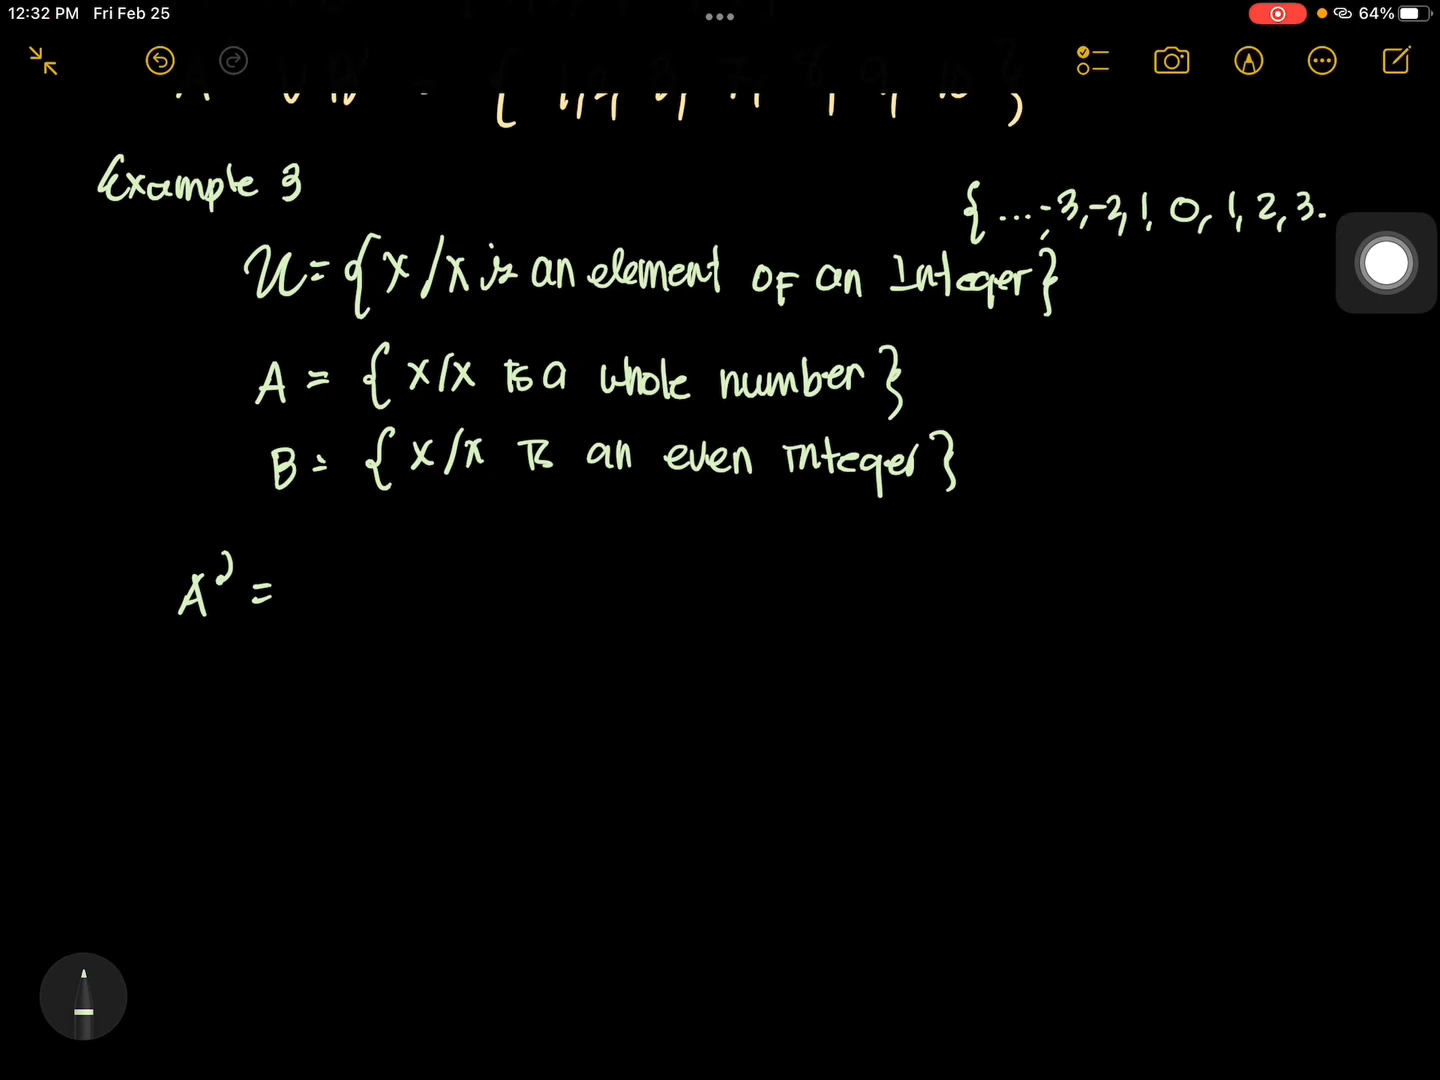 12:32 PM Fri Feb 25
64%
Example 3
{ ... -3, -2, 1, 0, 1, 2, 3.
U = { x / x is an element OF an Integer }
A = { x / x is a whole number }
B = { x / x is an even integer }
A' =